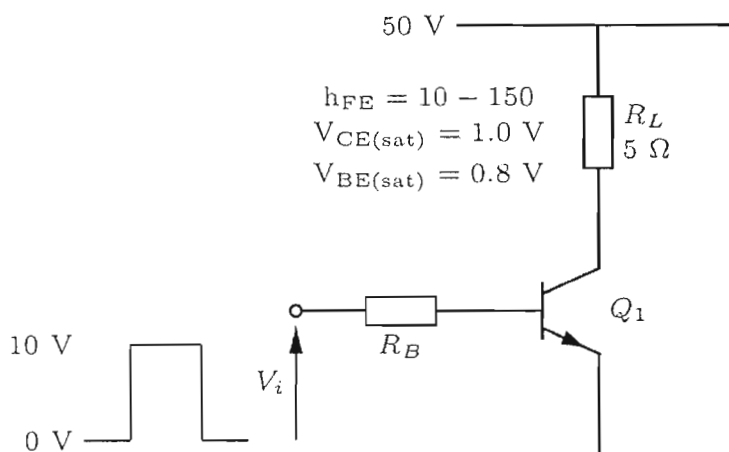 50 V
h_FE = 10 – 150
V_CE(sat) = 1.0 V
V_BE(sat) = 0.8 V
R_L
5 Ω
Q_1
R_B
10 V
V_i
0 V